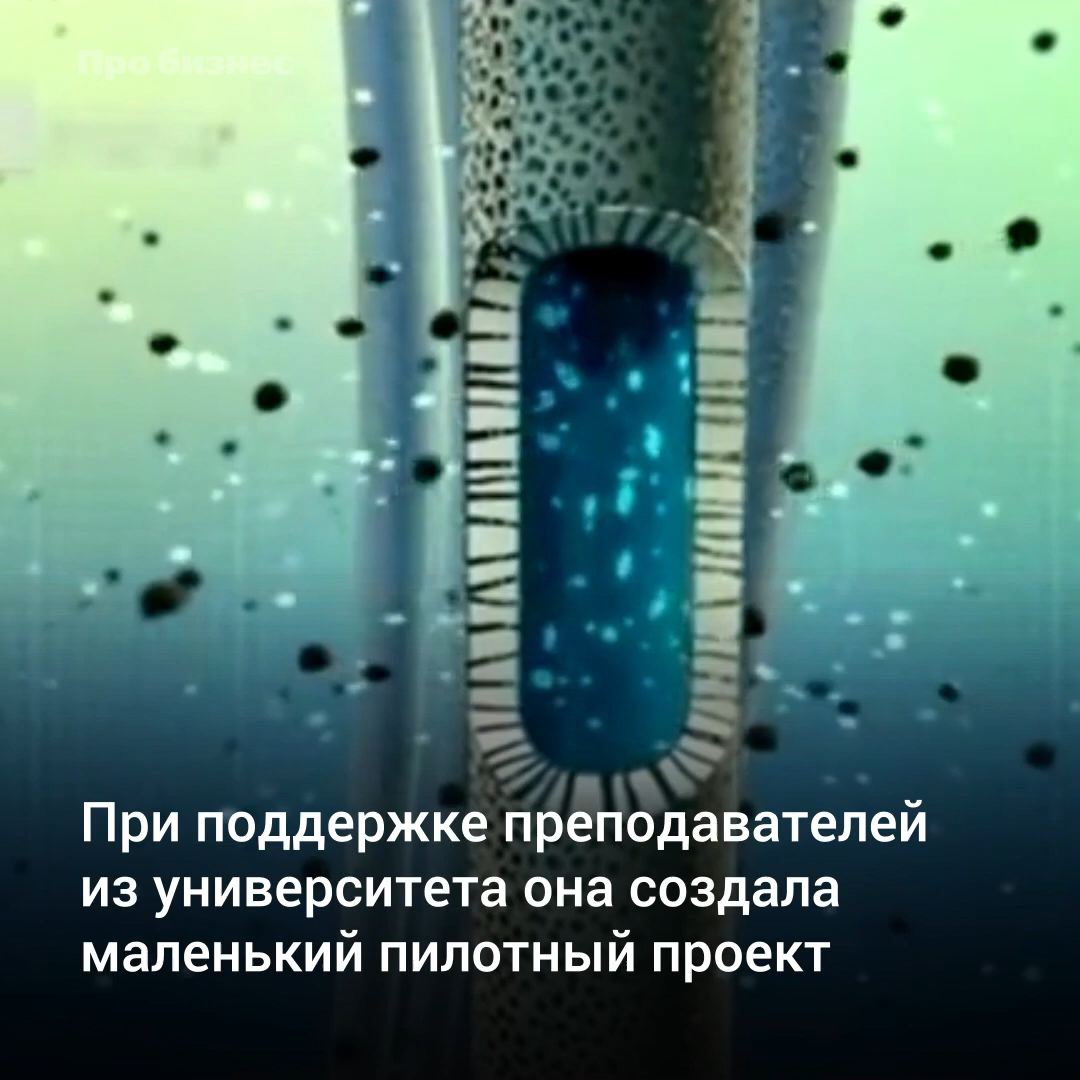 Про бизнес
При поддержке преподавателей
из университета она создала
маленький пилотный проект